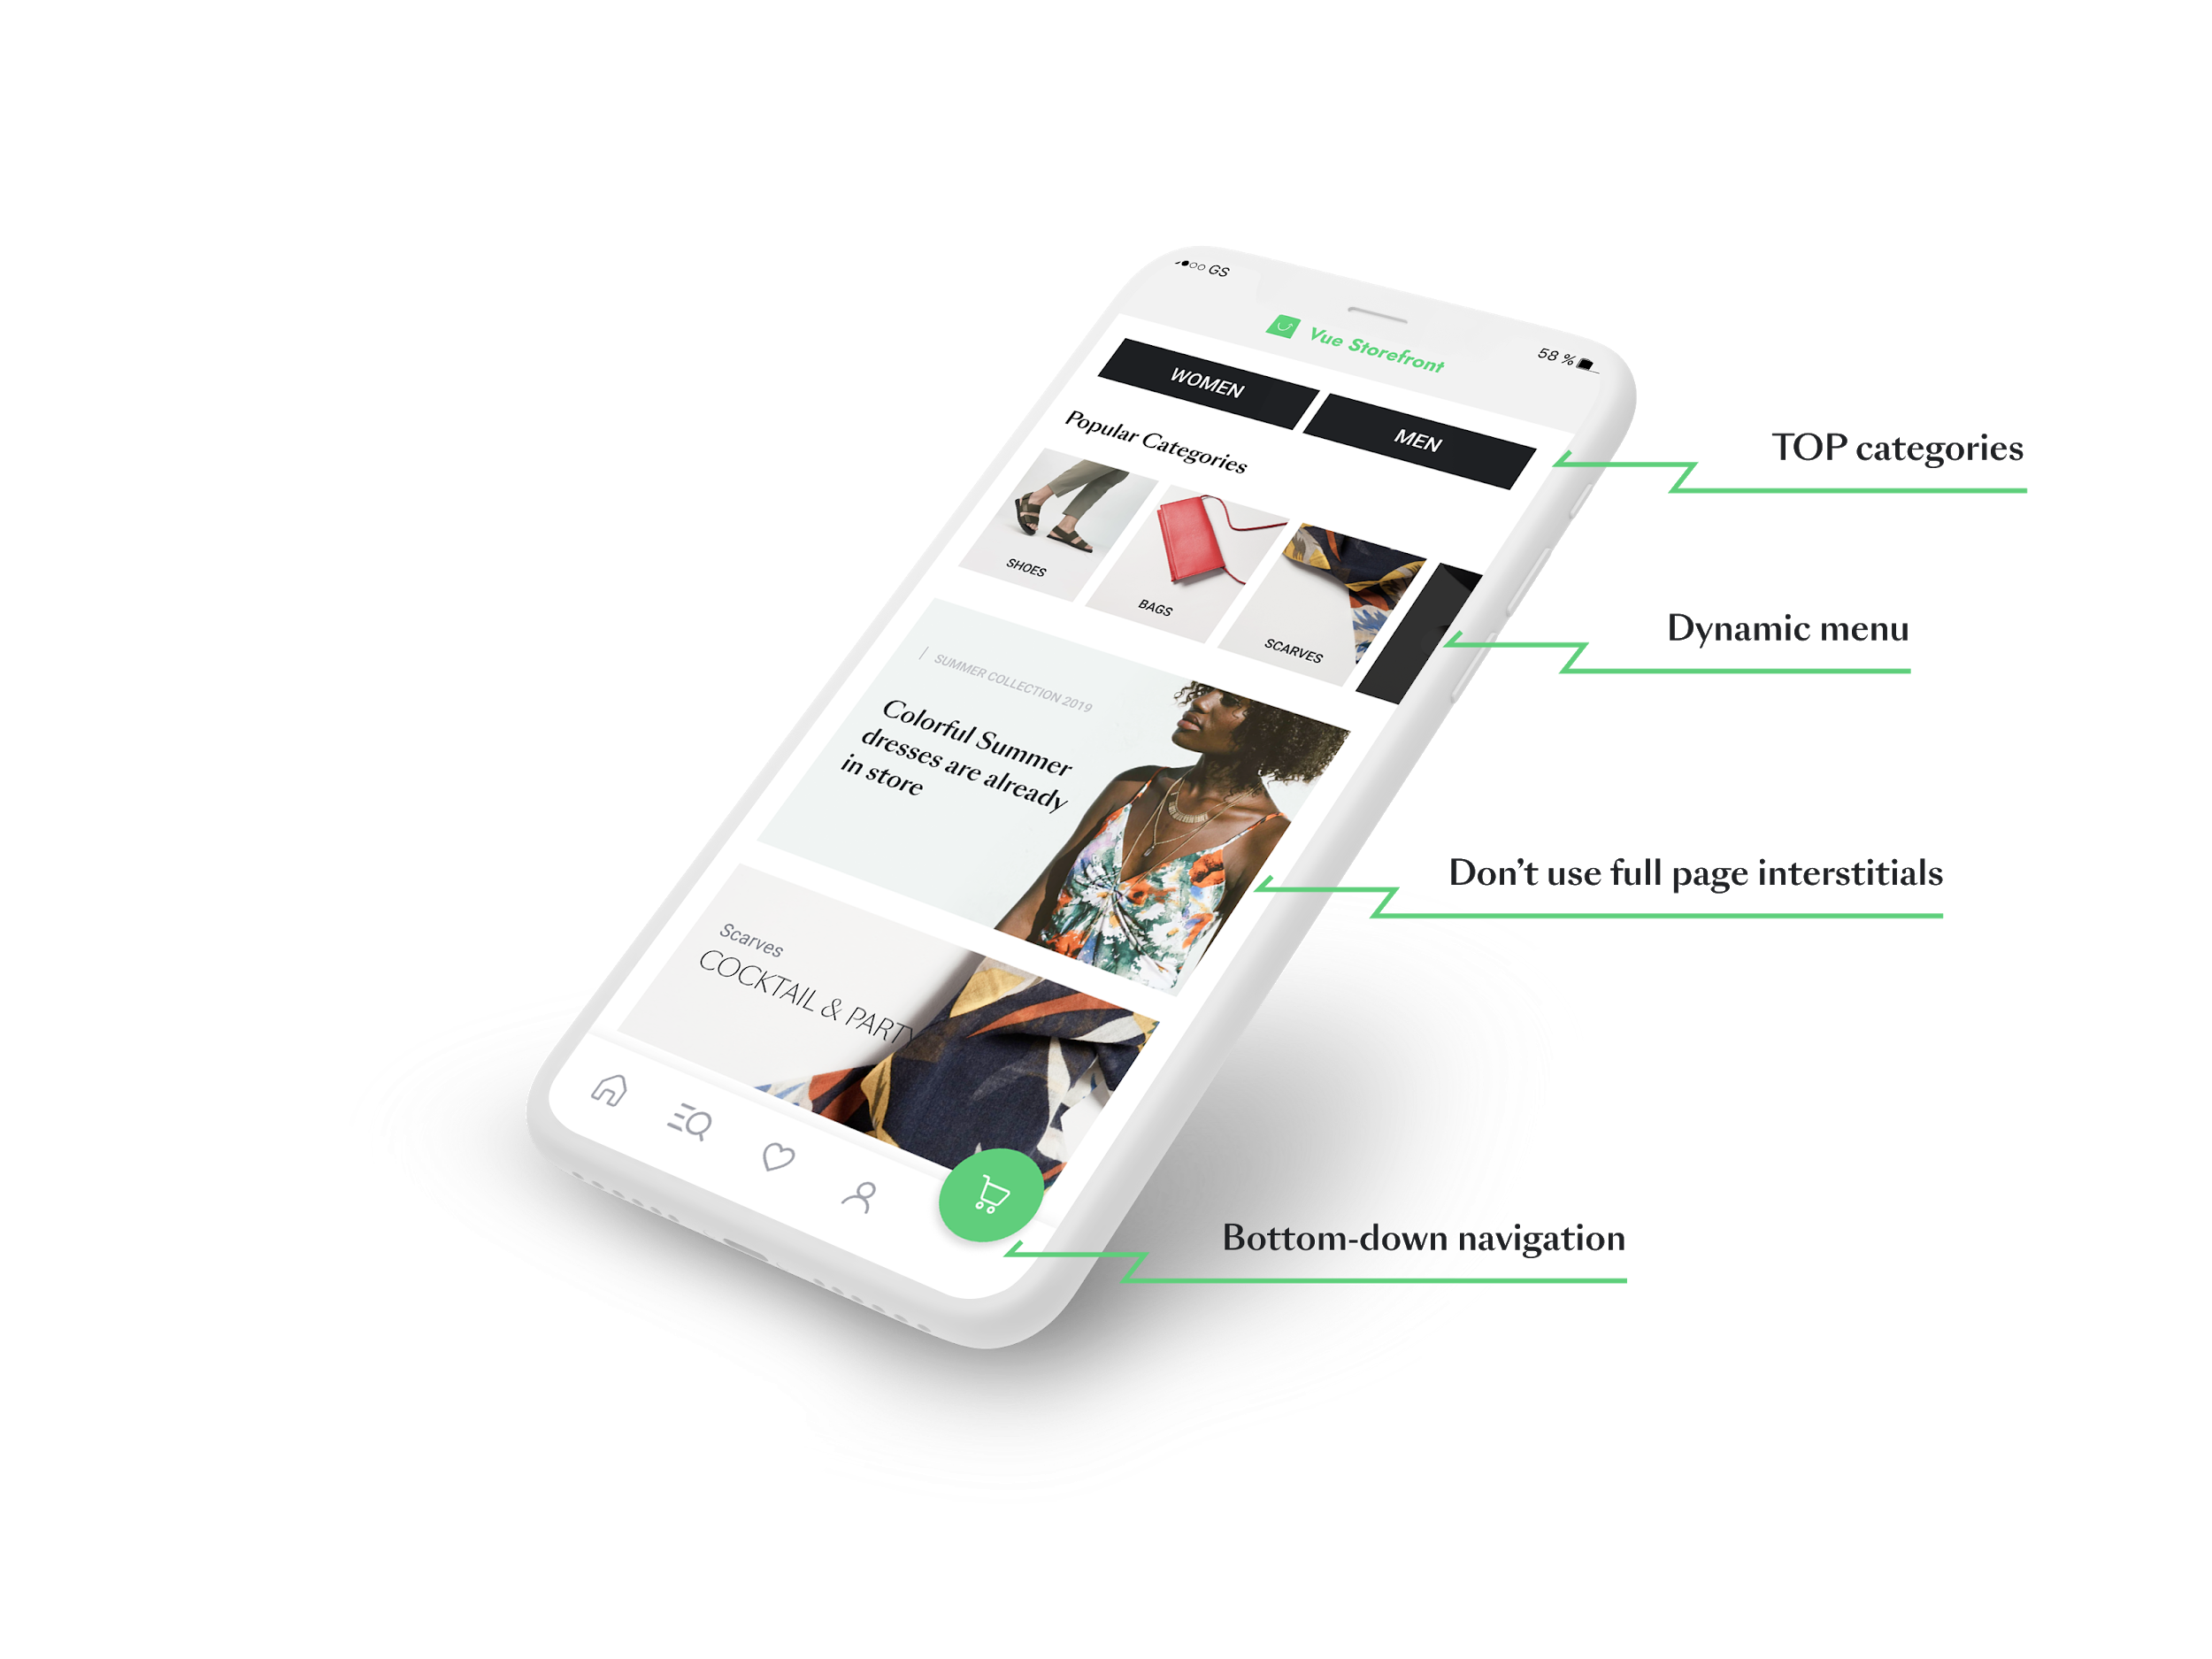 GS
Vue Storefront
58 %
WOMEN
MEN
TOP categories
Popular Categories
SHOES
BAGS
SCARVES
Dynamic menu
SUMMER COLLECTION 2019
Colorful Summer
dresses are already
in store
Don't use full page interstitials
Scarves
COCKTAIL & PARTY
Bottom-down navigation